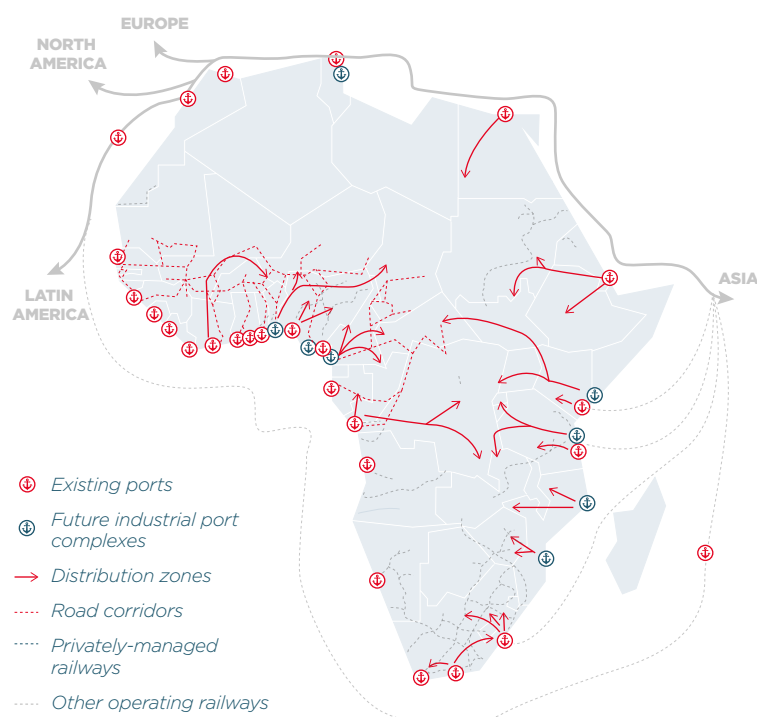 EUROPE
NORTH
AMERICA
ASIA
LATIN
AMERICA
Existing ports
Future industrial port
complexes
Distribution zones
Road corridors
Privately-managed
railways
Other operating railways